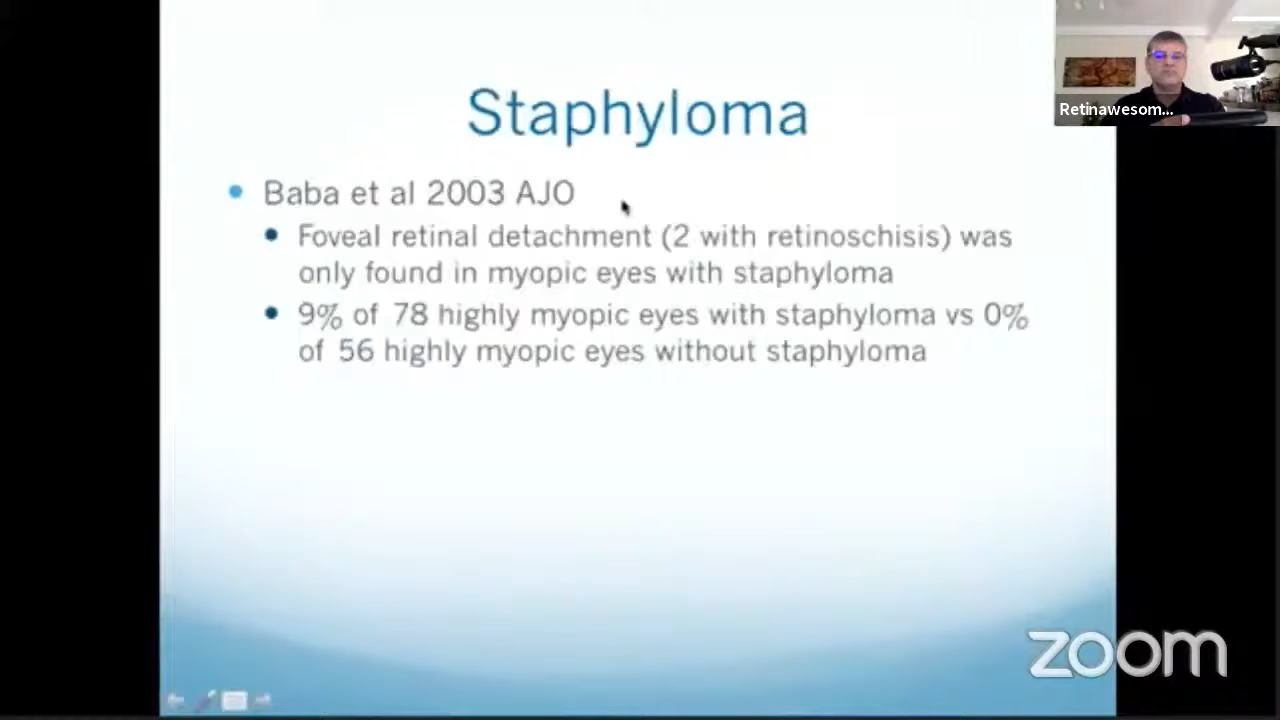 Staphyloma
Retinawesom...
• Baba et al 2003 AJO
• Foveal retinal detachment (2 with retinoschisis) was
only found in myopic eyes with staphyloma
• 9% of 78 highly myopic eyes with staphyloma vs 0%
of 56 highly myopic eyes without staphyloma
zoom